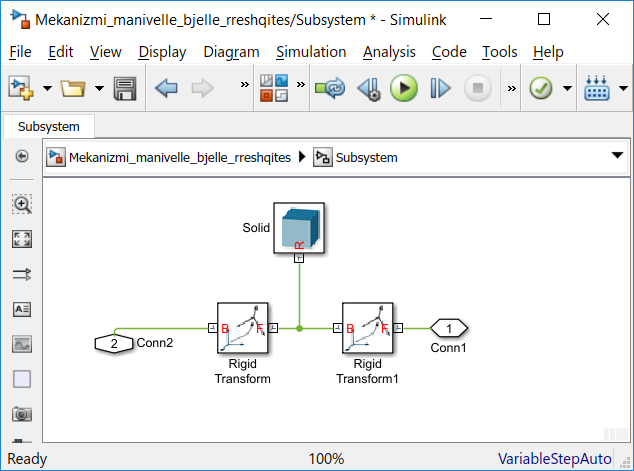 Mekanizmi_manivelle_bjelle_rreshqites/Subsystem * - Simulink
File Edit View Display Diagram Simulation Analysis Code Tools Help
» » »
Subsystem
Mekanizmi_manivelle_bjelle_rreshqites Subsystem
Solid
R
B F B F
2 Conn2
1
Conn1
Rigid
Transform
Rigid
Transform1
Ready 100% VariableStepAuto